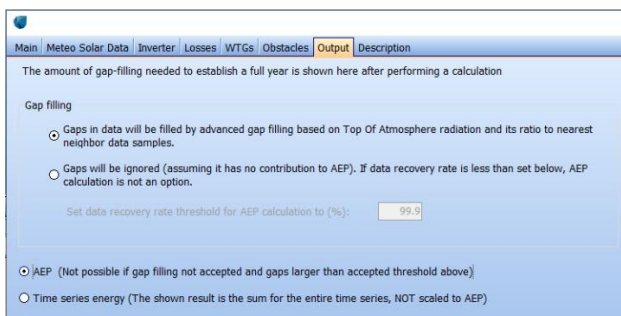 Main Meteo Solar Data Inverter Losses WTGs Obstacles Output Description
The amount of gap-filling needed to establish a full year is shown here after performing a calculation
Gap filling
Gaps in data will be filled by advanced gap filling based on Top Of Atmosphere radiation and its ratio to nearest
neighbor data samples.
Gaps will be ignored (assuming it has no contribution to AEP). If data recovery rate is less than set below, AEP
calculation is not an option.
Set data recovery rate threshold for AEP calculation to (%): 99.9
AEP (Not possible if gap filling not accepted and gaps larger than accepted threshold above)
Time series energy (The shown result is the sum for the entire time series, NOT scaled to AEP)